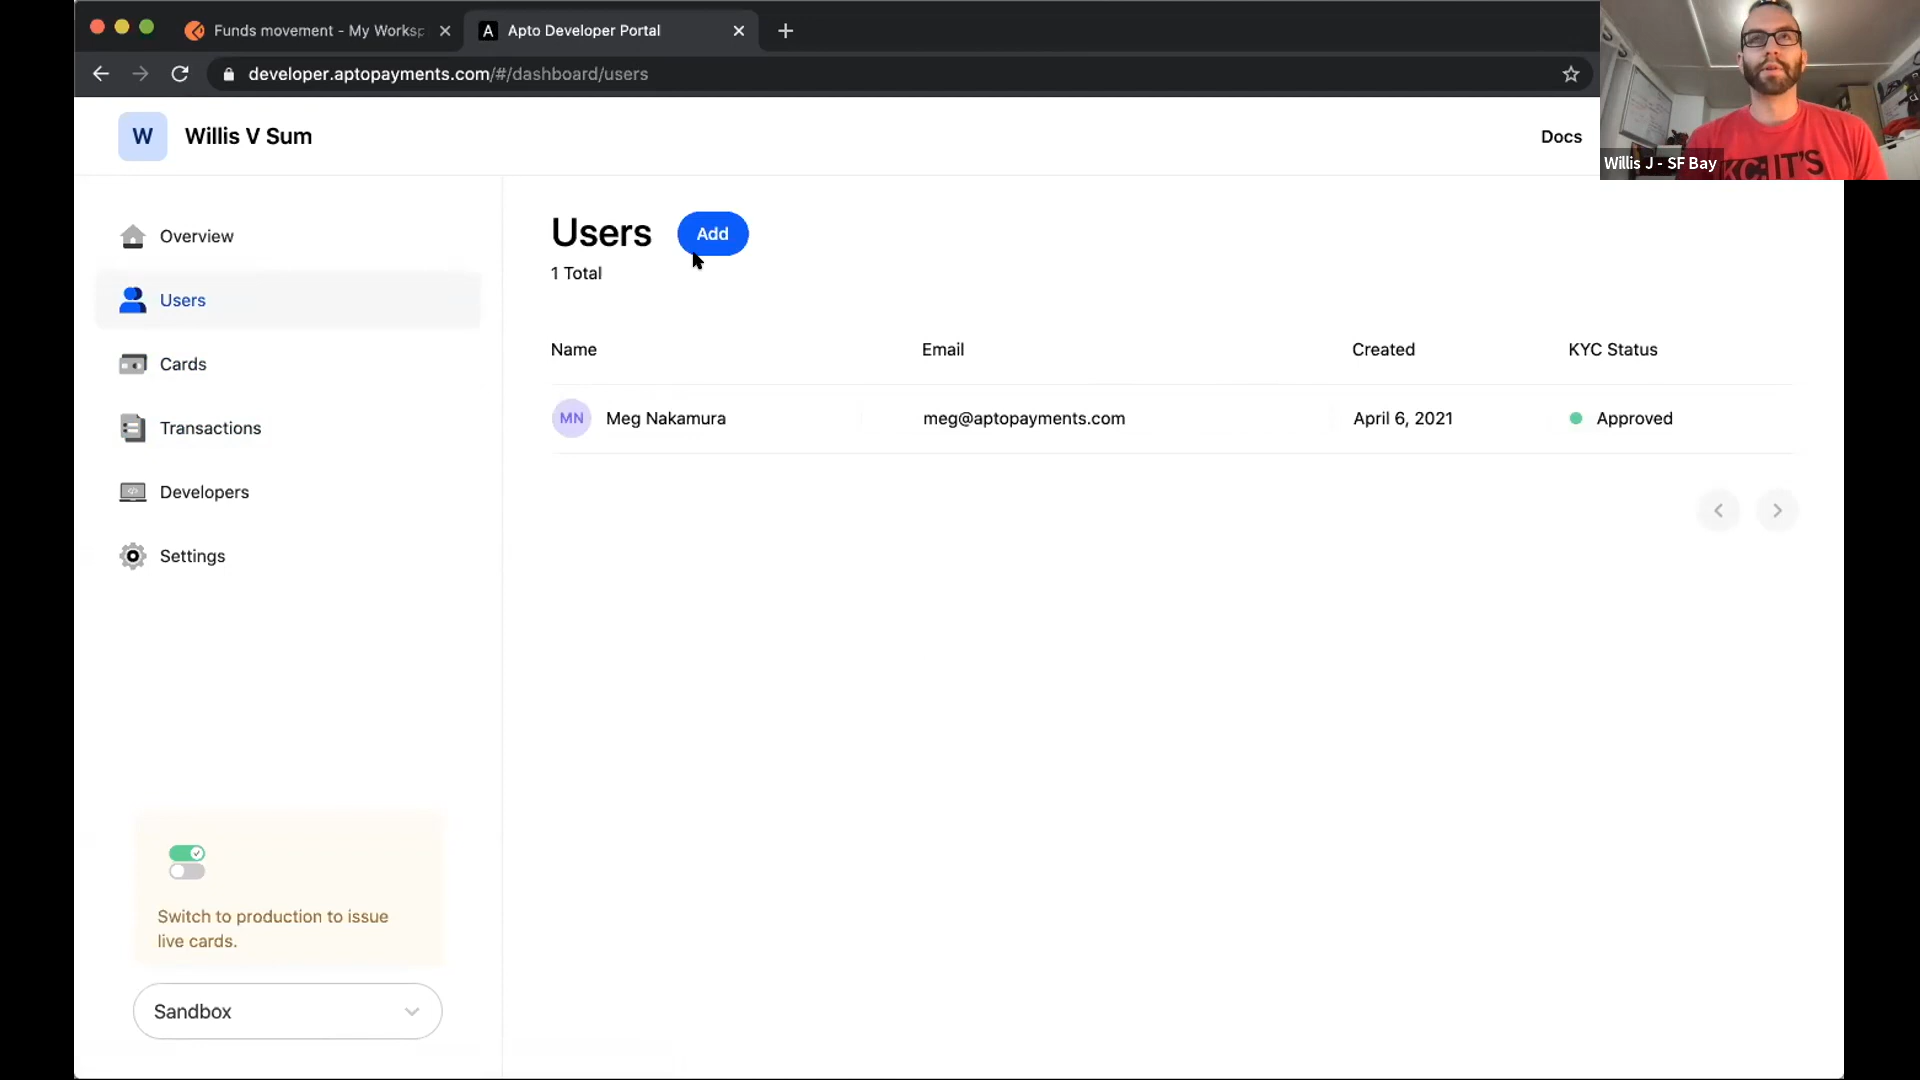 Funds movement - My Worksp
Apto Developer Portal
developer.aptopayments.com/#/dashboard/users
W
Willis V Sum
Docs
KC: IT'S
Willis J - SF Bay
Overview
Users
Cards
Transactions
Developers
Settings
Switch to production to issue
live cards.
Sandbox
Users
Add
1 Total
Name Email Created KYC Status
MN Meg Nakamura meg@aptopayments.com April 6, 2021 Approved